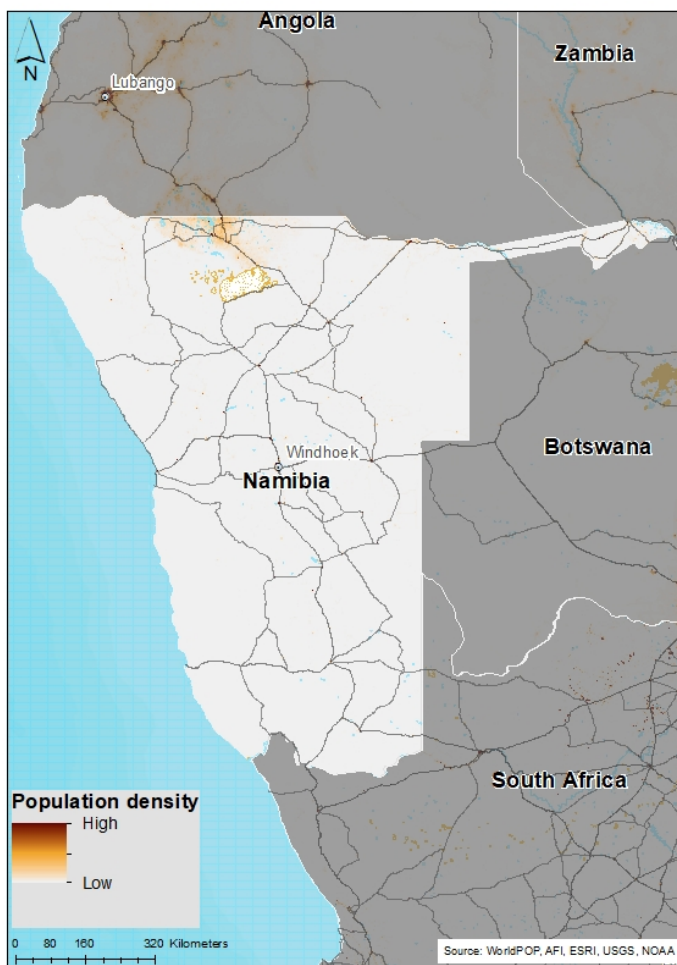 Angola
Zambia
N
Lubango
Windhoek
Namibia
Botswana
South Africa
Population density
High
Low
0 80 160 320 Kilometers
Source: WorldPOP, AFI, ESRI, USGS, NOAA